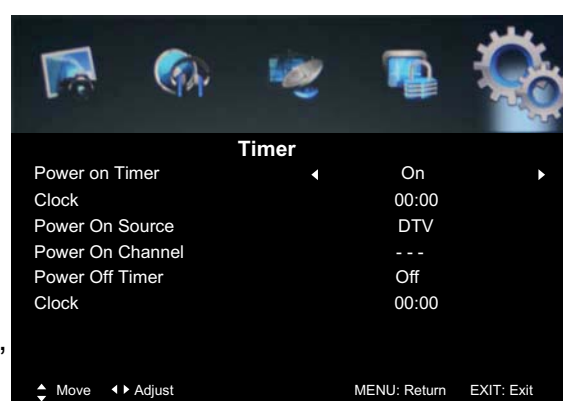 Timer
Power on Timer On
Clock 00:00
Power On Source DTV
Power On Channel - - -
Power Off Timer Off
Clock 00:00
,
Move Adjust MENU: Return EXIT: Exit